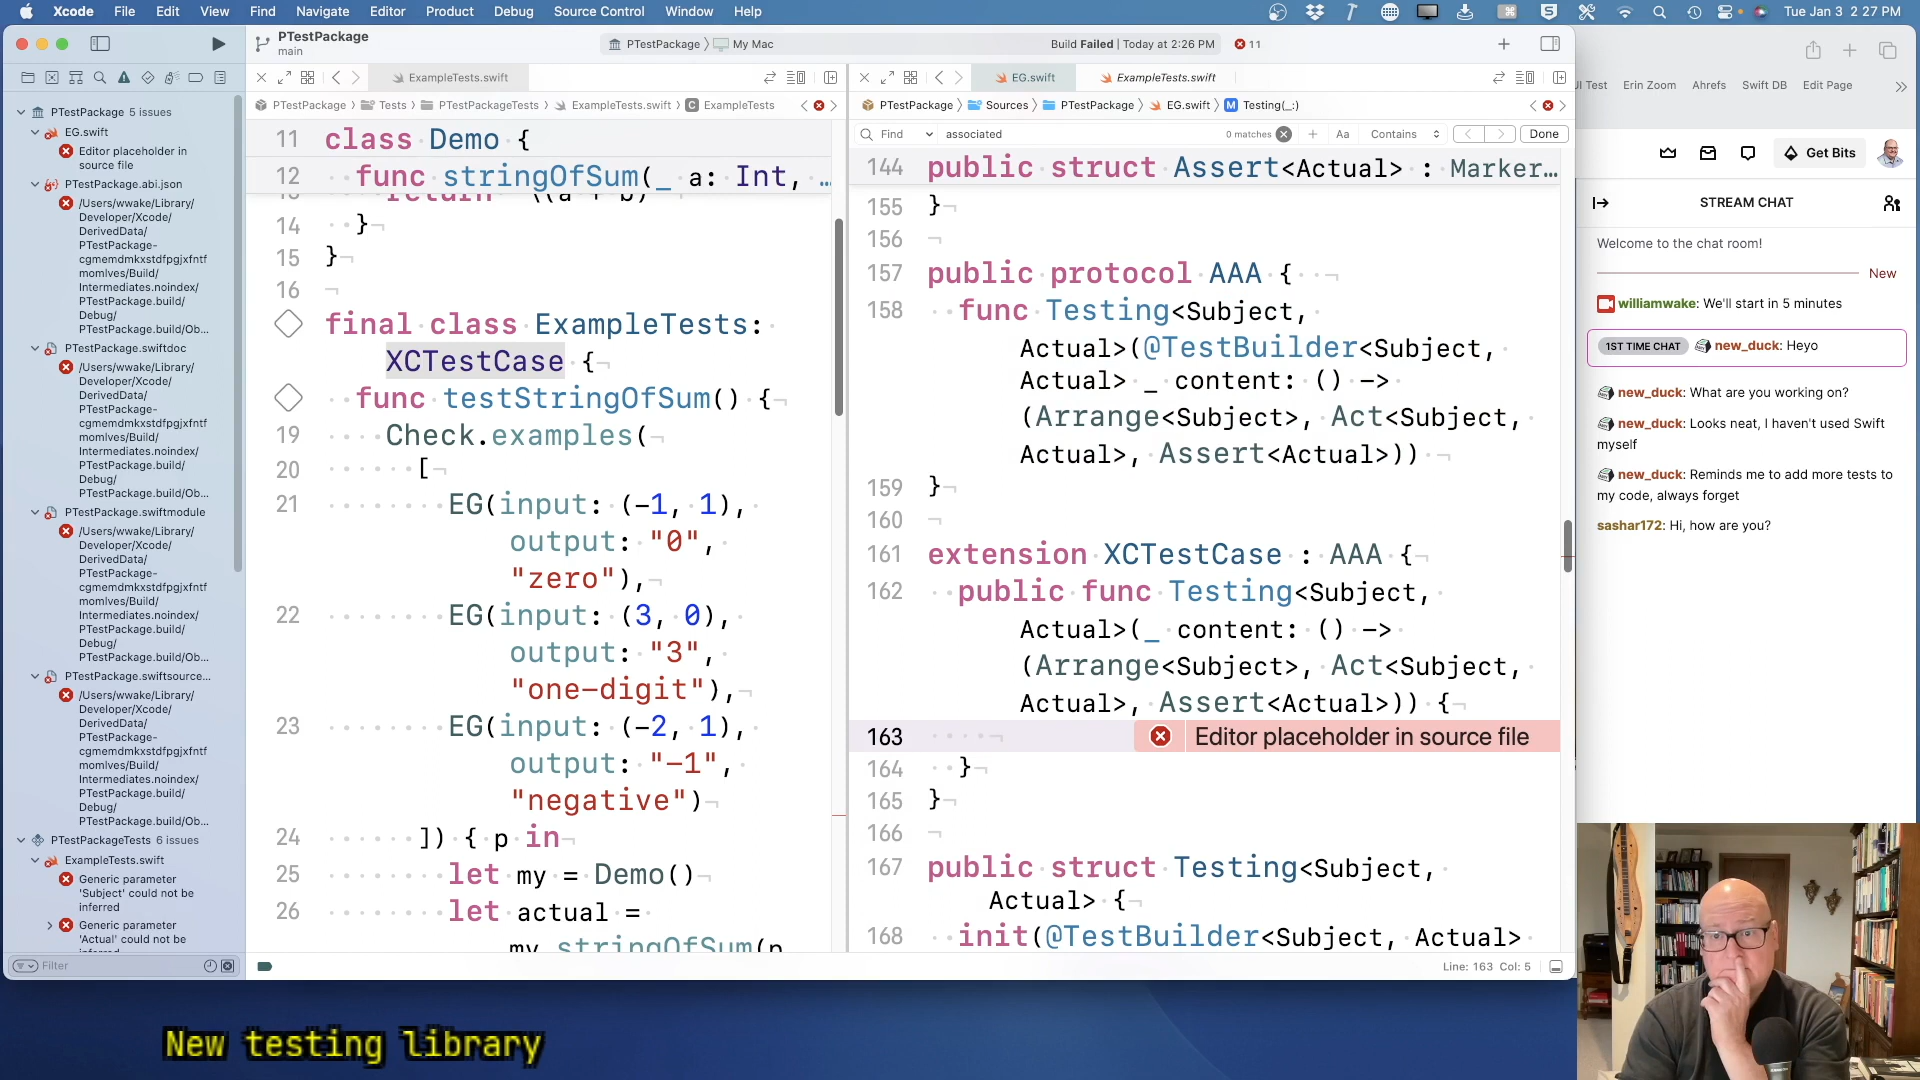 Xcode File Edit View Find Navigate Editor Product Debug Source Control Window Help
Tue Jan 3 2:27 PM
PTestPackage
main
PTestPackage
My Mac
Build Failed | Today at 2:26 PM
11
ExampleTests.swift
PTestPackage Tests PTestPackageTests ExampleTests.swift C ExampleTests
EG.swift ExampleTests.swift
PTestPackage Sources PTestPackage EG.swift M Testing(_:)
Find associated 0 matches Aa Contains Done
PTestPackage 5 issues
EG.swift
Editor placeholder in
source file
PTestPackage.abi.json
/Users/wwake/Library/
Developer/Xcode/
DerivedData/
PTestPackage-
cgmemdmkxstdfpgjxfntf
momlves/Build/
Intermediates.noindex/
PTestPackage.build/
Debug/
PTestPackage.build/Ob...
PTestPackage.swiftdoc
/Users/wwake/Library/
Developer/Xcode/
DerivedData/
PTestPackage-
cgmemdmkxstdfpgjxfntf
momlves/Build/
Intermediates.noindex/
PTestPackage.build/
Debug/
PTestPackage.build/Ob...
PTestPackage.swiftmodule
/Users/wwake/Library/
Developer/Xcode/
DerivedData/
PTestPackage-
cgmemdmkxstdfpgjxfntf
momlves/Build/
Intermediates.noindex/
PTestPackage.build/
Debug/
PTestPackage.build/Ob...
PTestPackage.swiftsource...
/Users/wwake/Library/
Developer/Xcode/
DerivedData/
PTestPackage-
cgmemdmkxstdfpgjxfntf
momlves/Build/
Intermediates.noindex/
PTestPackage.build/
Debug/
PTestPackage.build/Ob...
PTestPackageTests 6 issues
ExampleTests.swift
Generic parameter
'Subject' could not be
inferred
Generic parameter
'Actual' could not be
Filter
11 class Demo {
12 func stringOfSum(_ a: Int, …
13 return "\(a + b)"
14 }
15 }
16
final class ExampleTests:
XCTestCase {
func testStringOfSum() {
19 Check.examples(
20 [
21 EG(input: (-1, 1),
output: "0",
"zero"),
22 EG(input: (3, 0),
output: "3",
"one-digit"),
23 EG(input: (-2, 1),
output: "-1",
"negative")
24 ]) { p in
25 let my = Demo()
26 let actual =
my.stringOfSum(p
144 public struct Assert<Actual> : Marker…
155 }
156
157 public protocol AAA {
158 func Testing<Subject,
Actual>(@TestBuilder<Subject,
Actual> _ content: () ->
(Arrange<Subject>, Act<Subject,
Actual>, Assert<Actual>))
159 }
160
161 extension XCTestCase : AAA {
162 public func Testing<Subject,
Actual>(_ content: () ->
(Arrange<Subject>, Act<Subject,
Actual>, Assert<Actual>)) {
163 Editor placeholder in source file
164 }
165 }
166
167 public struct Testing<Subject,
Actual> {
168 init(@TestBuilder<Subject, Actual>
Line: 163 Col: 5
UI Test Erin Zoom Ahrefs Swift DB Edit Page
Get Bits
STREAM CHAT
Welcome to the chat room!
New
williamwake: We'll start in 5 minutes
1ST TIME CHAT new_duck: Heyo
new_duck: What are you working on?
new_duck: Looks neat, I haven't used Swift
myself
new_duck: Reminds me to add more tests to
my code, always forget
sashar172: Hi, how are you?
New testing library